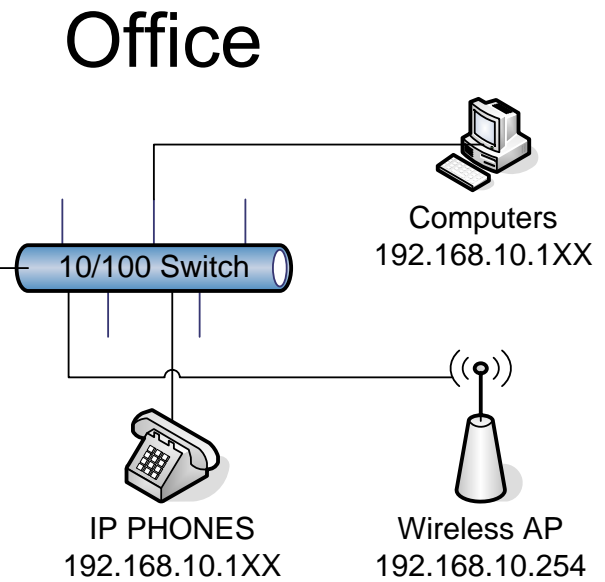 Office
Computers
192.168.10.1XX
10/100 Switch
IP PHONES
192.168.10.1XX
Wireless AP
192.168.10.254